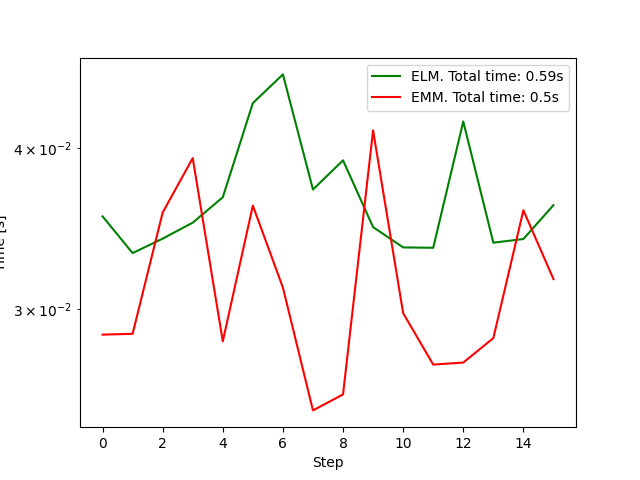 ELM. Total time: 0.59s
EMM. Total time: 0.5s
4 × 10⁻²
3 × 10⁻²
Time [s]
0 2 4 6 8 10 12 14
Step